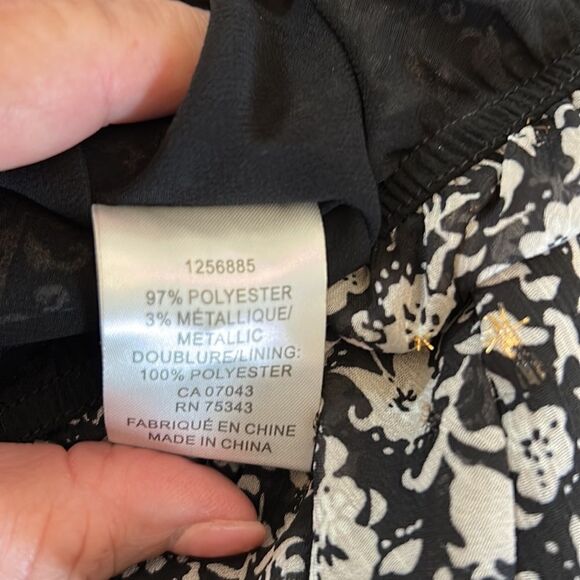 1256885
97% POLYESTER
3% MÉTALLIQUE/
METALLIC
DOUBLURE/LINING:
100% POLYESTER
CA 07043
RN 75343
FABRIQUÉ EN CHINE
MADE IN CHINA